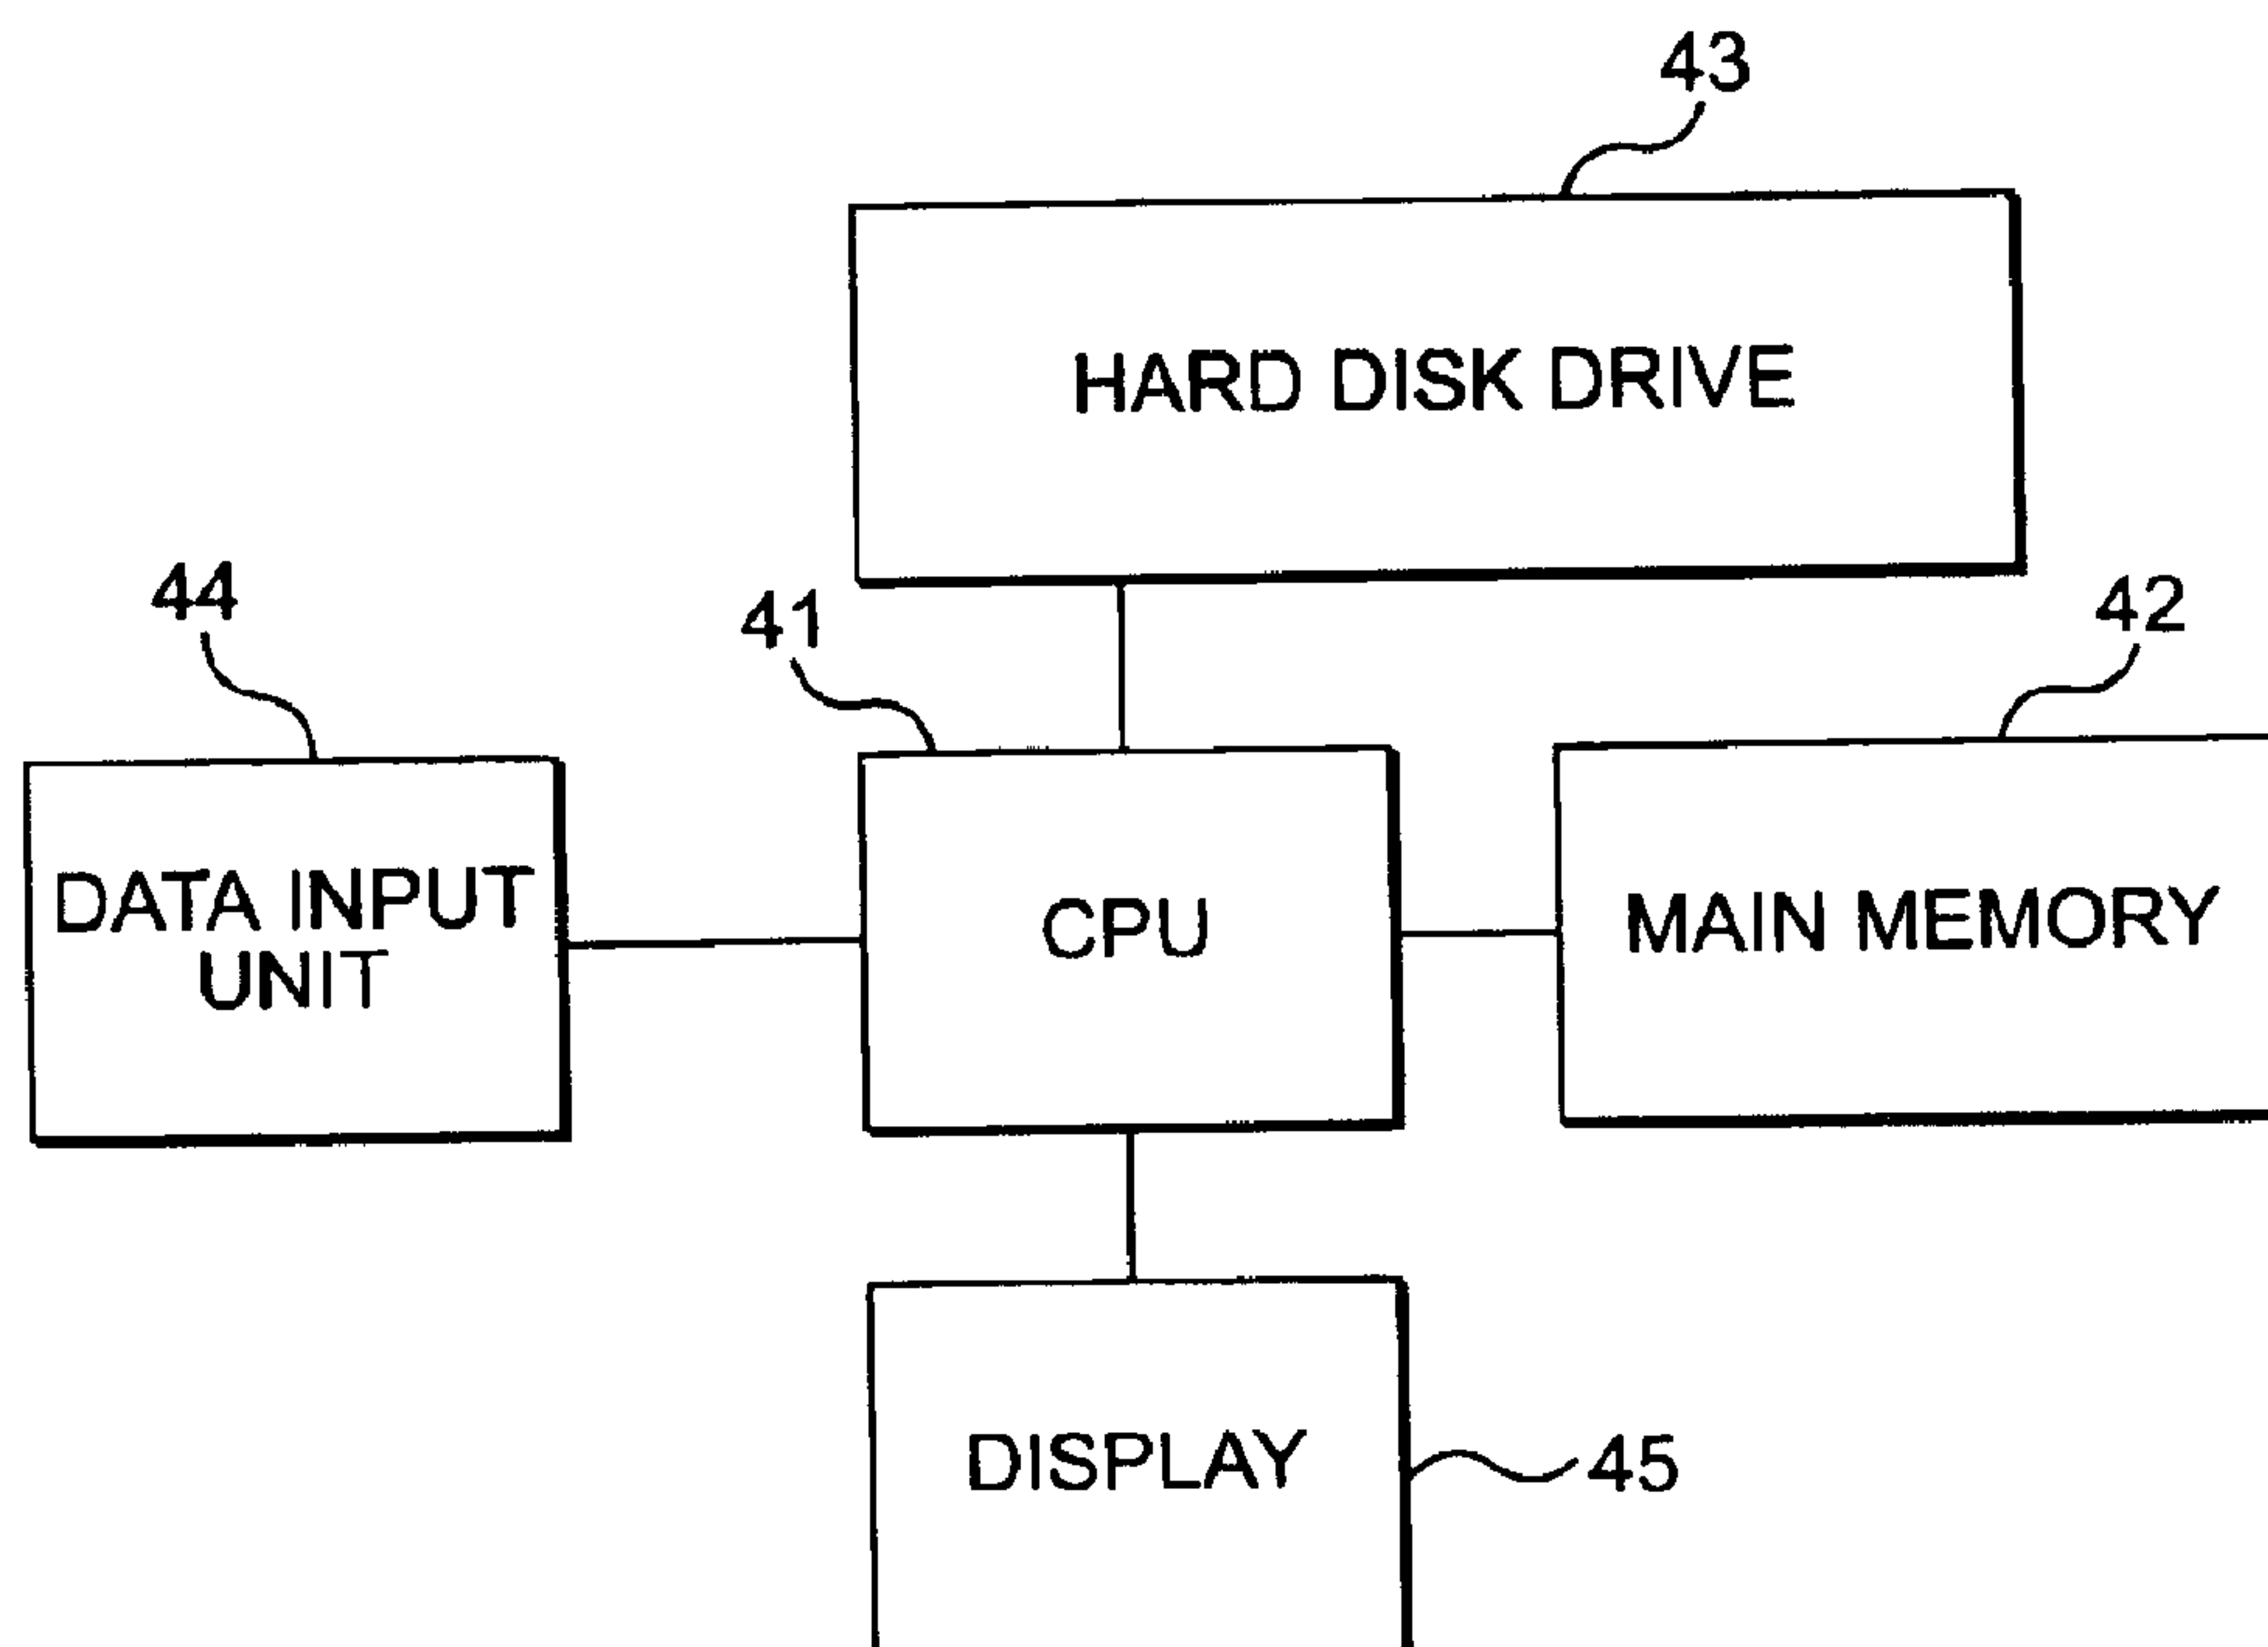 43
HARD DISK DRIVE
44
41
42
DATA INPUT
UNIT
CPU
MAIN MEMORY
DISPLAY
45